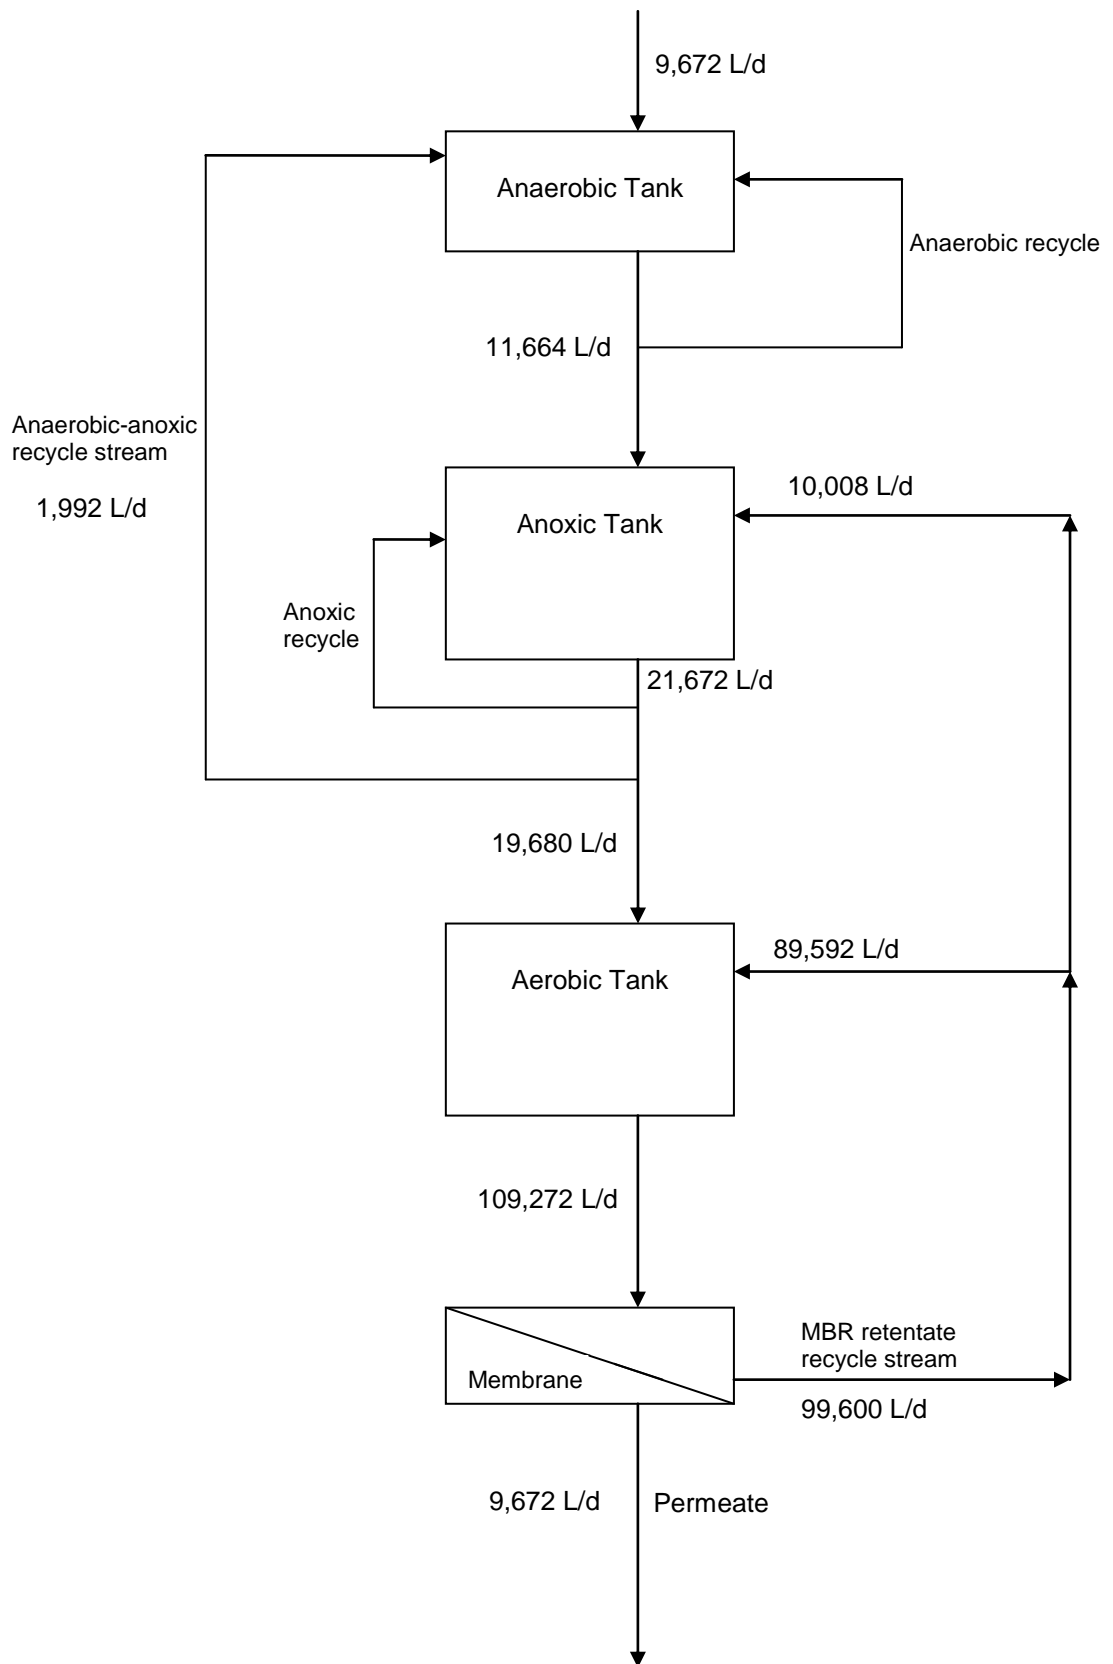 9,672 L/d
Anaerobic Tank
Anaerobic recycle
11,664 L/d
Anaerobic-anoxic
recycle stream
1,992 L/d
10,008 L/d
Anoxic Tank
Anoxic
recycle
21,672 L/d
19,680 L/d
89,592 L/d
Aerobic Tank
109,272 L/d
MBR retentate
recycle stream
Membrane
99,600 L/d
9,672 L/d
Permeate